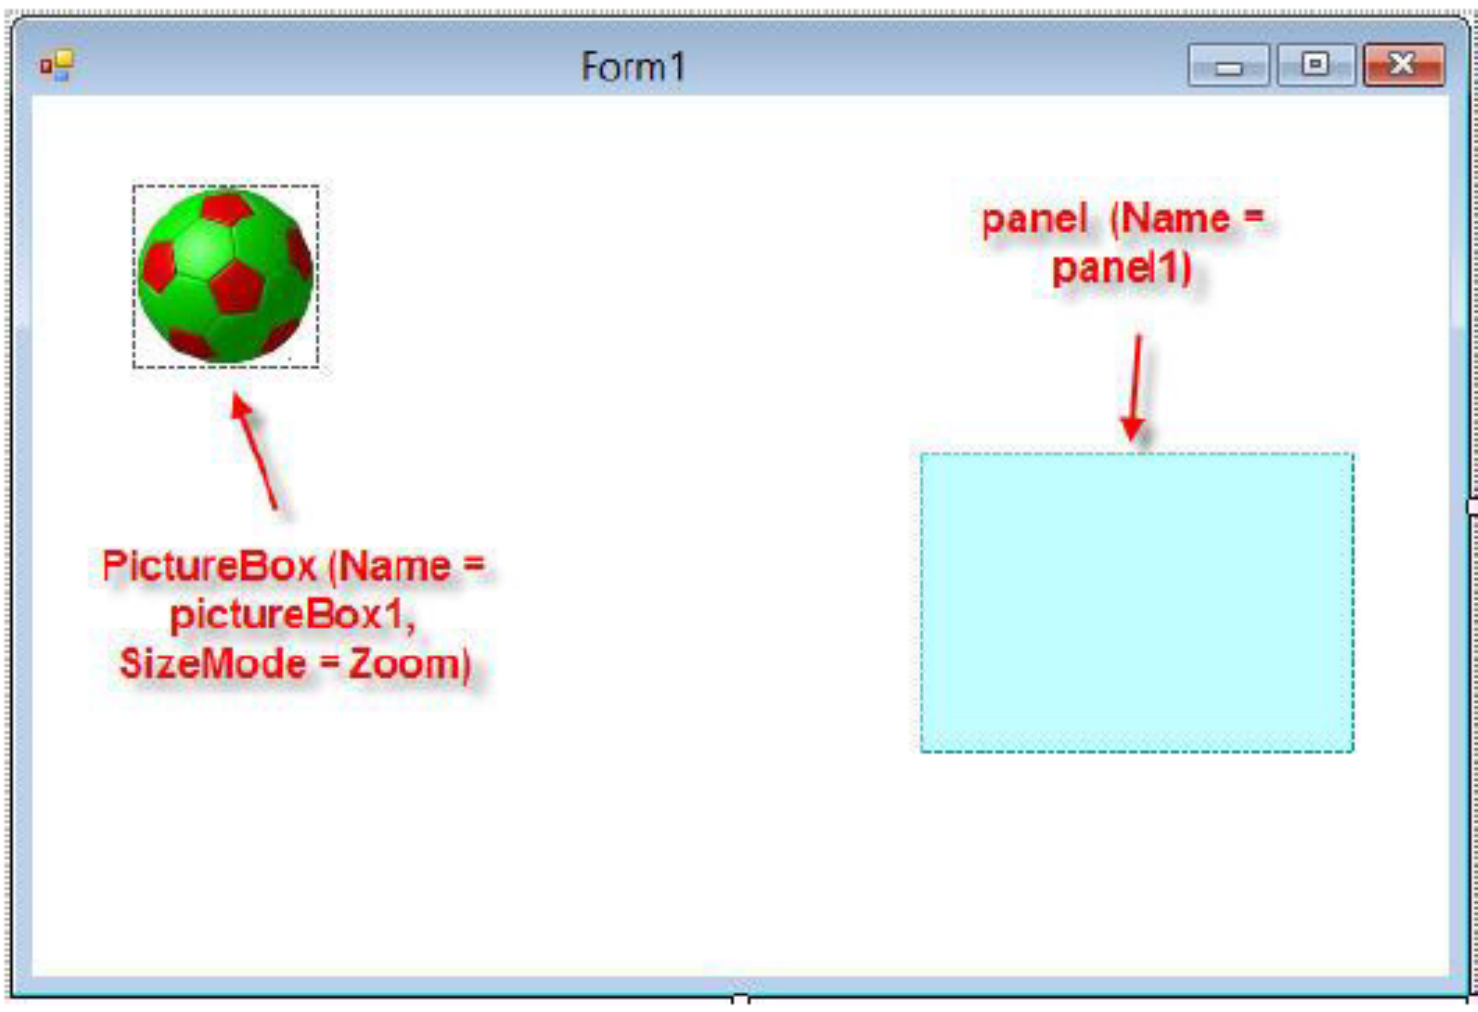 Form1
panel (Name =
panel1)
PictureBox (Name =
pictureBox1,
SizeMode = Zoom)